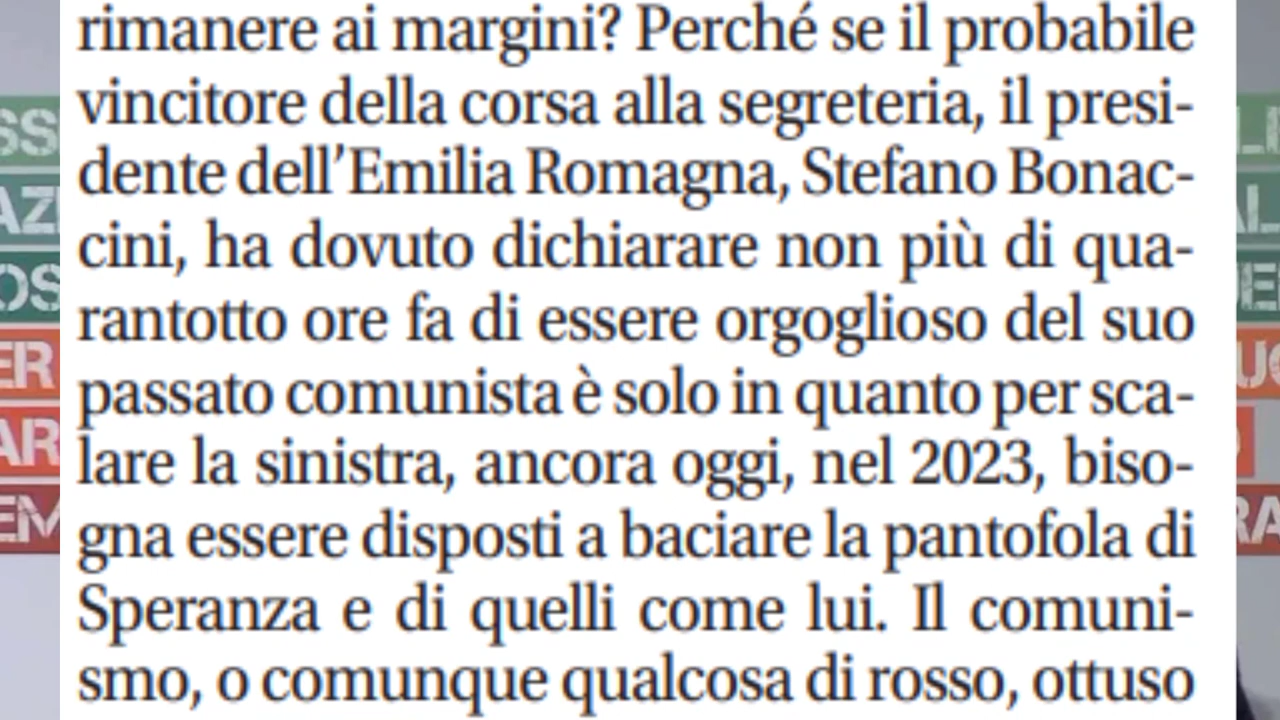 rimanere ai margini? Perché se il probabile
vincitore della corsa alla segreteria, il presi-
dente dell’Emilia Romagna, Stefano Bonac-
cini, ha dovuto dichiarare non più di qua-
rantotto ore fa di essere orgoglioso del suo
passato comunista è solo in quanto per sca-
lare la sinistra, ancora oggi, nel 2023, biso-
gna essere disposti a baciare la pantofola di
Speranza e di quelli come lui. Il comuni-
smo, o comunque qualcosa di rosso, ottuso